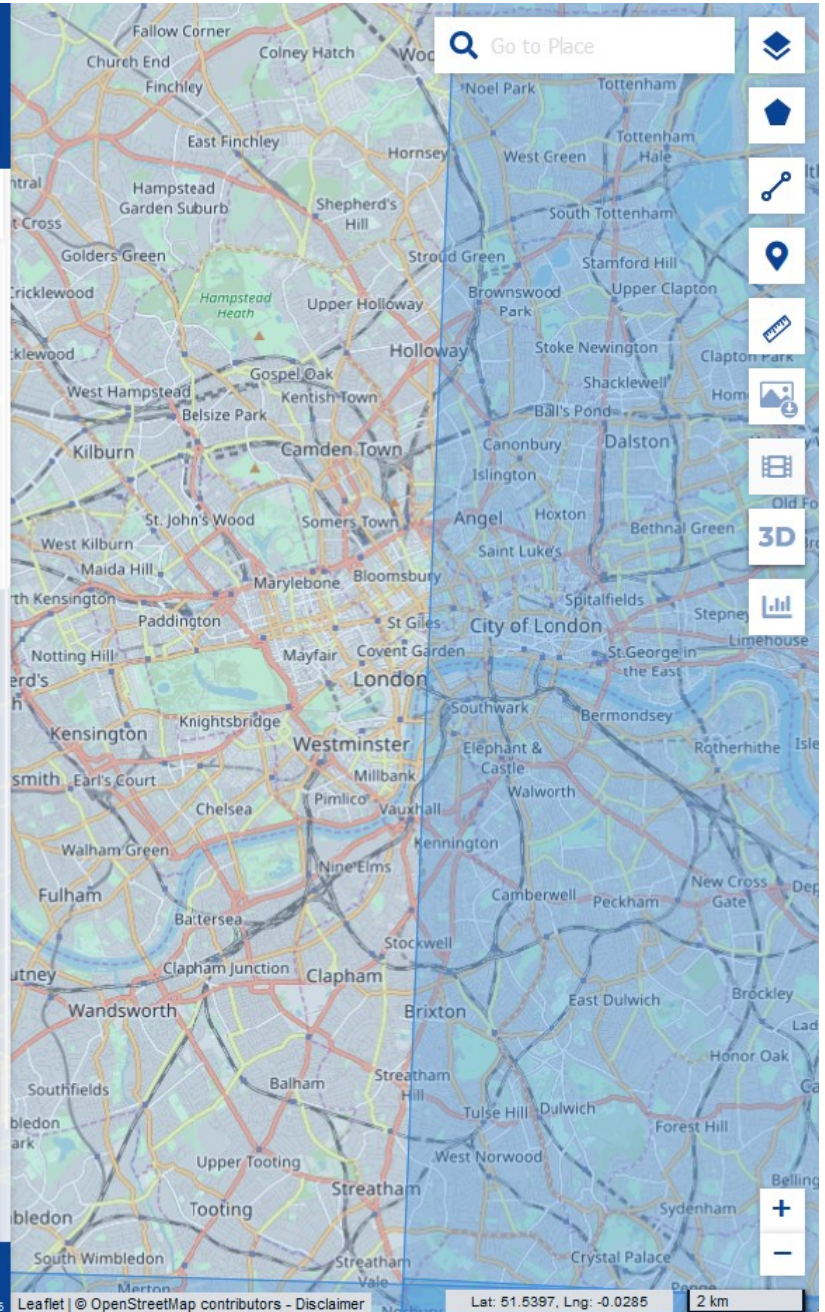 Fallow Corner
Colney Hatch
Go to Place
Church End
Finchley
Noel Park
Tottenham
East Finchley
Hornsey
West Green
Tottenham
Hale
Hampstead
Garden Suburb
Shepherd's
Hill
South Tottenham
Golders Green
Stroud Green
Stamford Hill
Upper Clapton
Hampstead
Heath
Upper Holloway
Brownswood
Park
Holloway
Stoke Newington
Clapton Park
Gospel Oak
Shacklewell
West Hampstead
Kentish Town
Belsize Park
Ball's Pond
Kilburn
Camden Town
Canonbury
Dalston
Islington
St. John's Wood
Somers Town
Angel
Hoxton
Bethnal Green
3D
West Kilburn
Saint Luke's
Maida Hill
Marylebone
Bloomsbury
Spitalfields
Paddington
St Giles
City of London
Limehouse
Notting Hill
Mayfair
Covent Garden
St.George in
the East
London
Kensington
Knightsbridge
Southwark
Bermondsey
Westminster
Elephant &
Castle
Rotherhithe
Earl's Court
Millbank
Pimlico
Walworth
Chelsea
Vauxhall
Walham Green
Kennington
Nine Elms
Fulham
Camberwell
Peckham
New Cross
Gate
Battersea
Stockwell
Clapham Junction
Clapham
Wandsworth
Brixton
East Dulwich
Brockley
Honor Oak
Southfields
Balham
Streatham
Hill
Tulse Hill
Dulwich
Forest Hill
Upper Tooting
West Norwood
Streatham
Tooting
Sydenham
+
South Wimbledon
Streatham
Vale
Crystal Palace
−
Merton
Leaflet | © OpenStreetMap contributors - Disclaimer
Lat: 51.5397, Lng: -0.0285
2 km